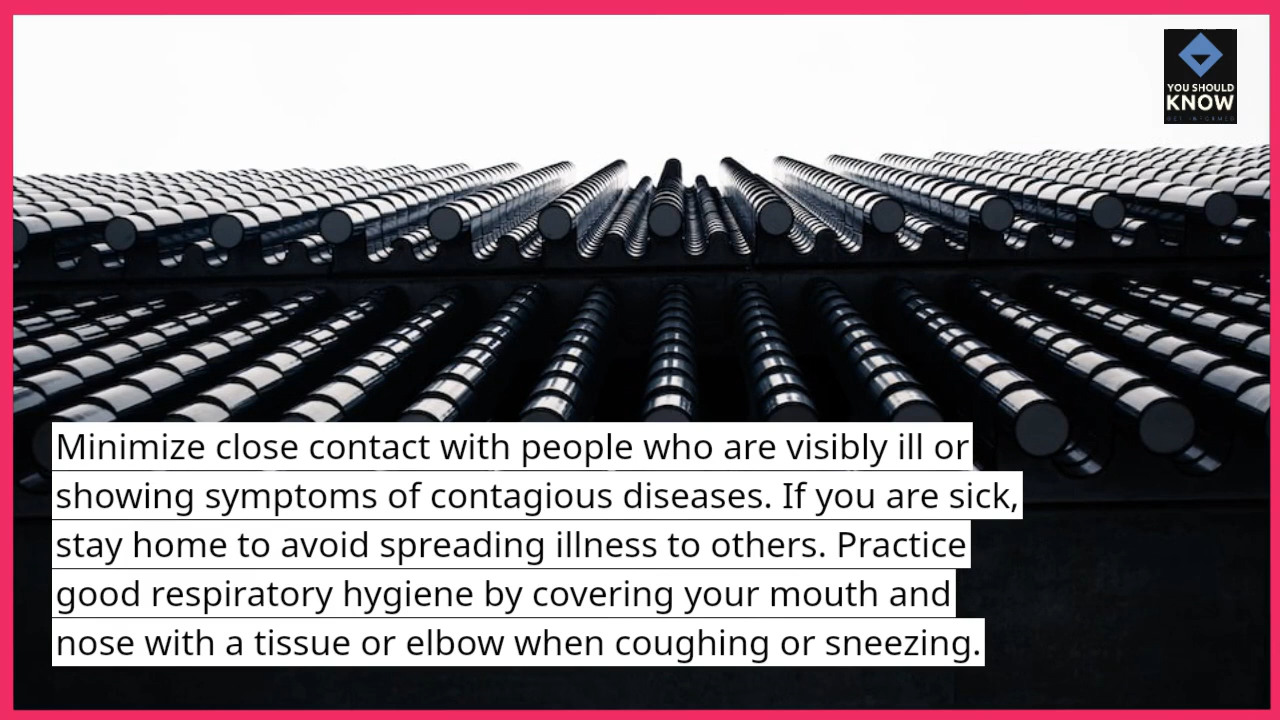 YOU SHOULD
KNOW
GET INFORMED
Minimize close contact with people who are visibly ill or
showing symptoms of contagious diseases. If you are sick,
stay home to avoid spreading illness to others. Practice
good respiratory hygiene by covering your mouth and
nose with a tissue or elbow when coughing or sneezing.